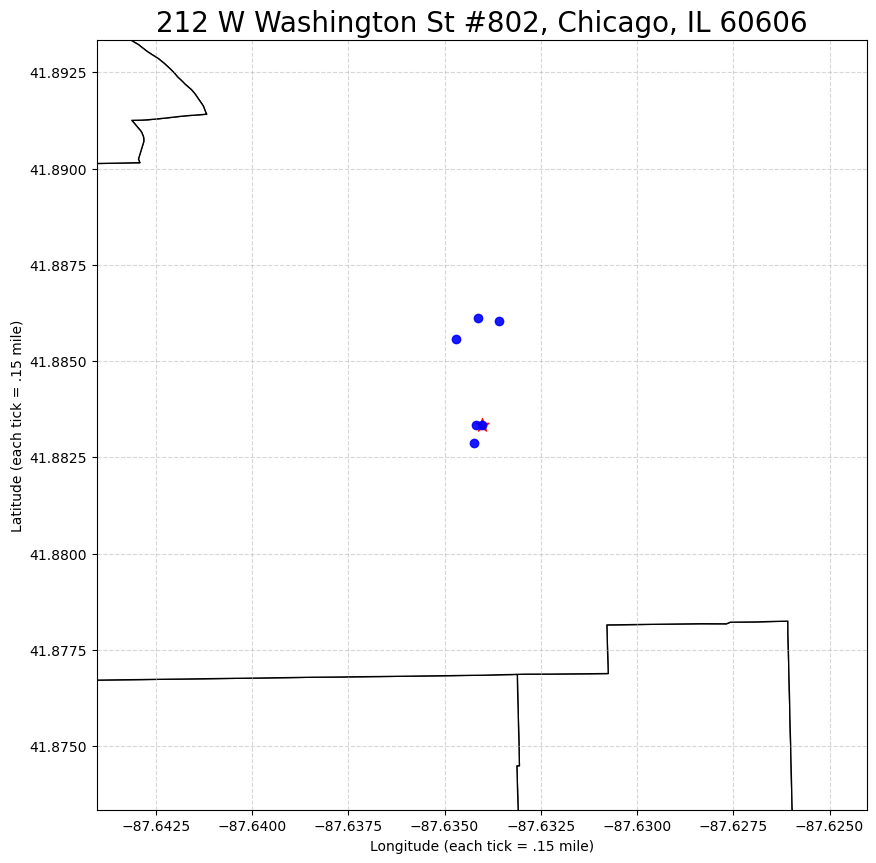 212 W Washington St #802, Chicago, IL 60606
41.8925
41.8900
41.8875
41.8850
41.8825
41.8800
41.8775
41.8750
Latitude (each tick = .15 mile)
−87.6425 −87.6400 −87.6375 −87.6350 −87.6325 −87.6300 −87.6275 −87.6250
Longitude (each tick = .15 mile)